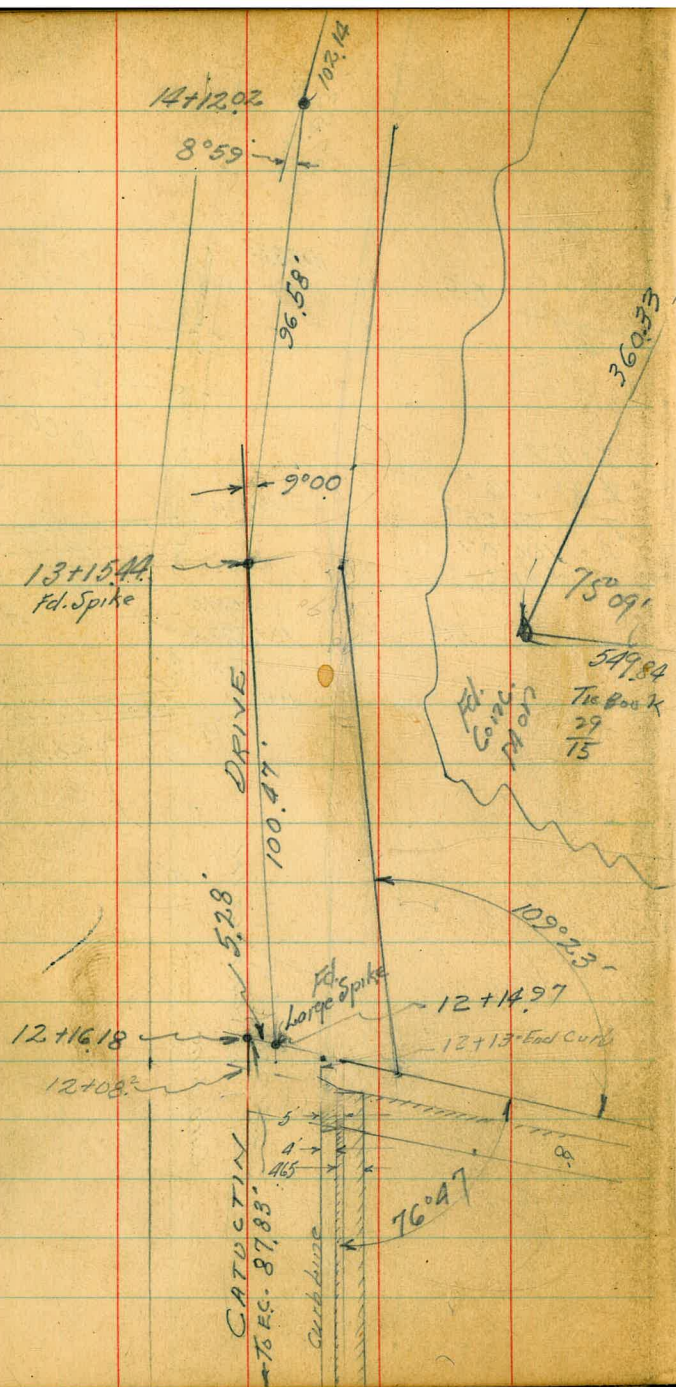 102.14
14+12.02
8°59'
96.58'
360.33
9°00
13+15.44
Fd. Spike
75° 09'
549.84
Tie Book
29
15
Fd.
Conc.
Mon
DRIVE
100.47'
109°23'
5.28'
Fd.
Large Spike
12+14.97
12+16.18
12+13-End Curb
12+08.2
5'
4'
4.65
8'
76°47
CATOCTIN
To E.C. 87.83'
Curb Line